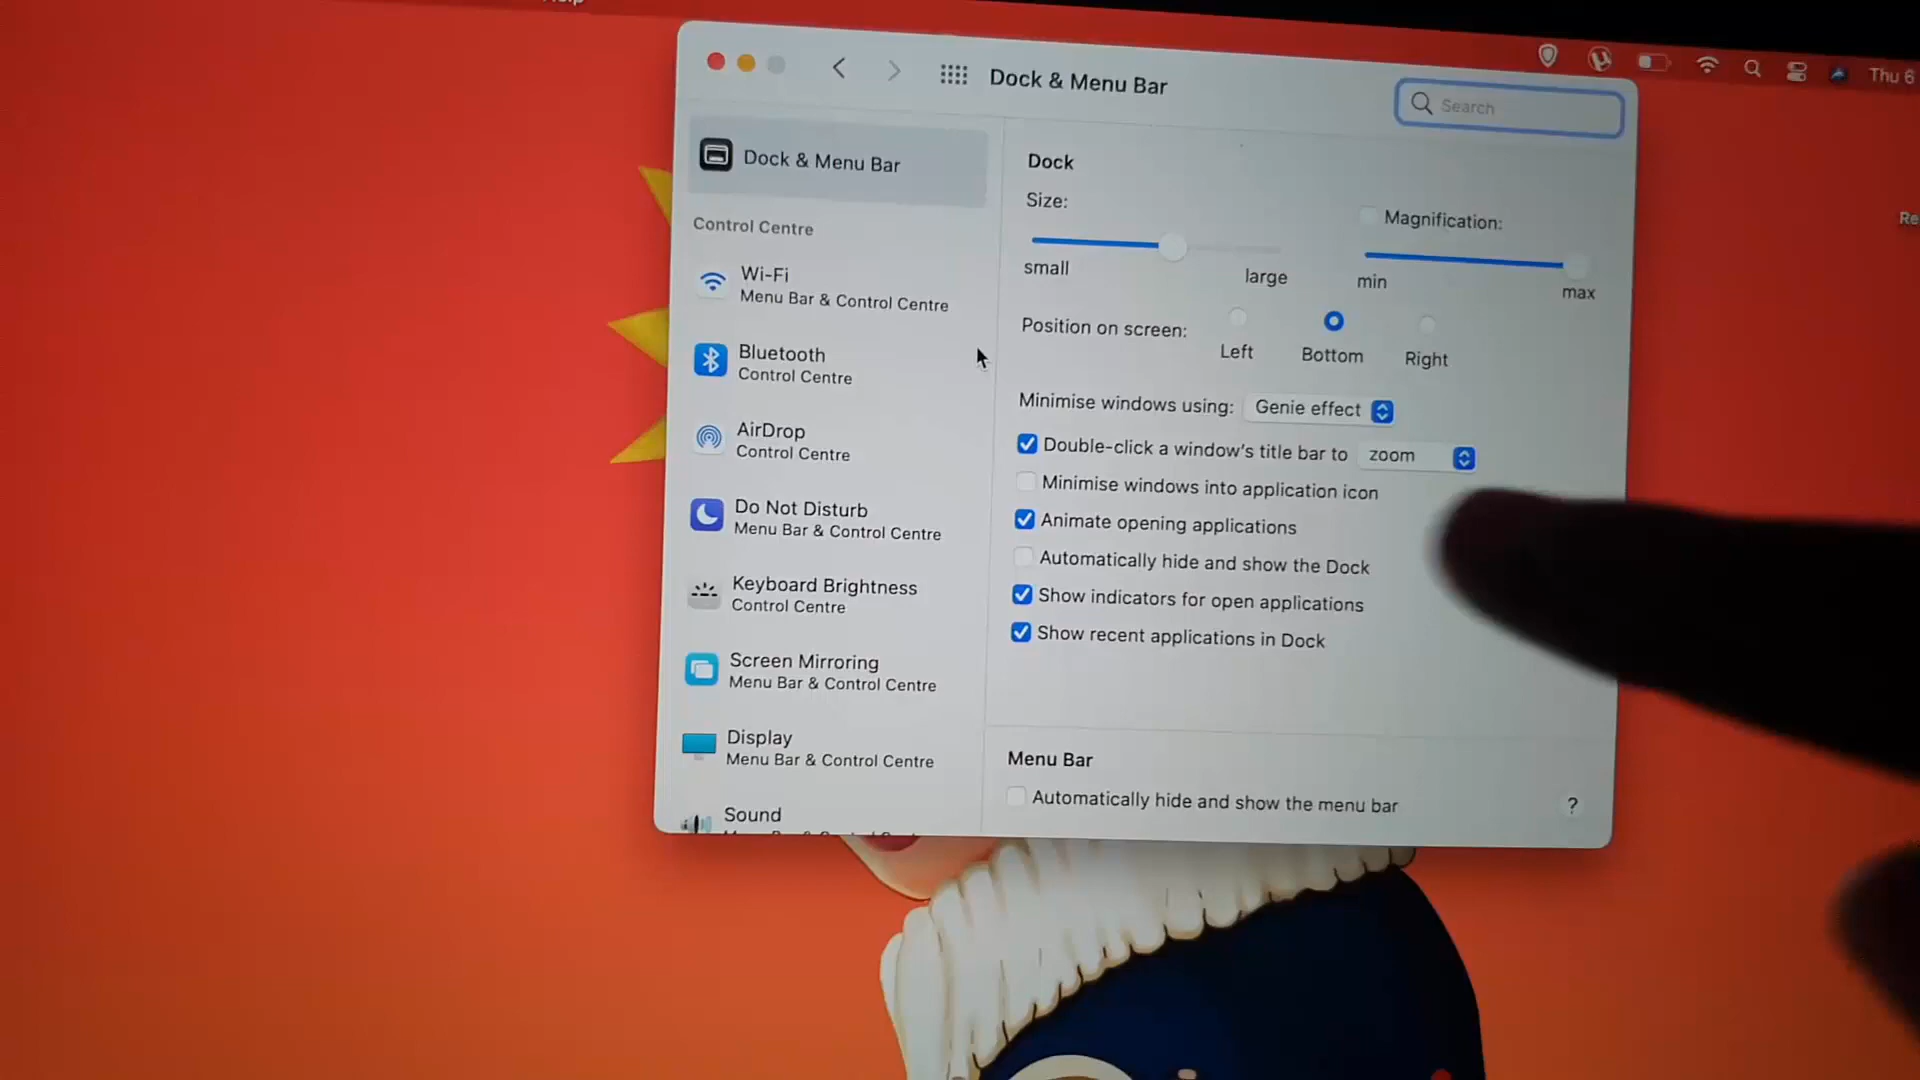 Help
Thu 6
Dock & Menu Bar
Search
Re
Dock & Menu Bar
Control Centre
Wi-Fi
Menu Bar & Control Centre
Bluetooth
Control Centre
AirDrop
Control Centre
Do Not Disturb
Menu Bar & Control Centre
Keyboard Brightness
Control Centre
Screen Mirroring
Menu Bar & Control Centre
Display
Menu Bar & Control Centre
Sound
Dock
Size:
small
large
Magnification:
min
max
Position on screen:
Left
Bottom
Right
Minimise windows using: Genie effect
Double-click a window's title bar to zoom
Minimise windows into application icon
Animate opening applications
Automatically hide and show the Dock
Show indicators for open applications
Show recent applications in Dock
Menu Bar
Automatically hide and show the menu bar
?